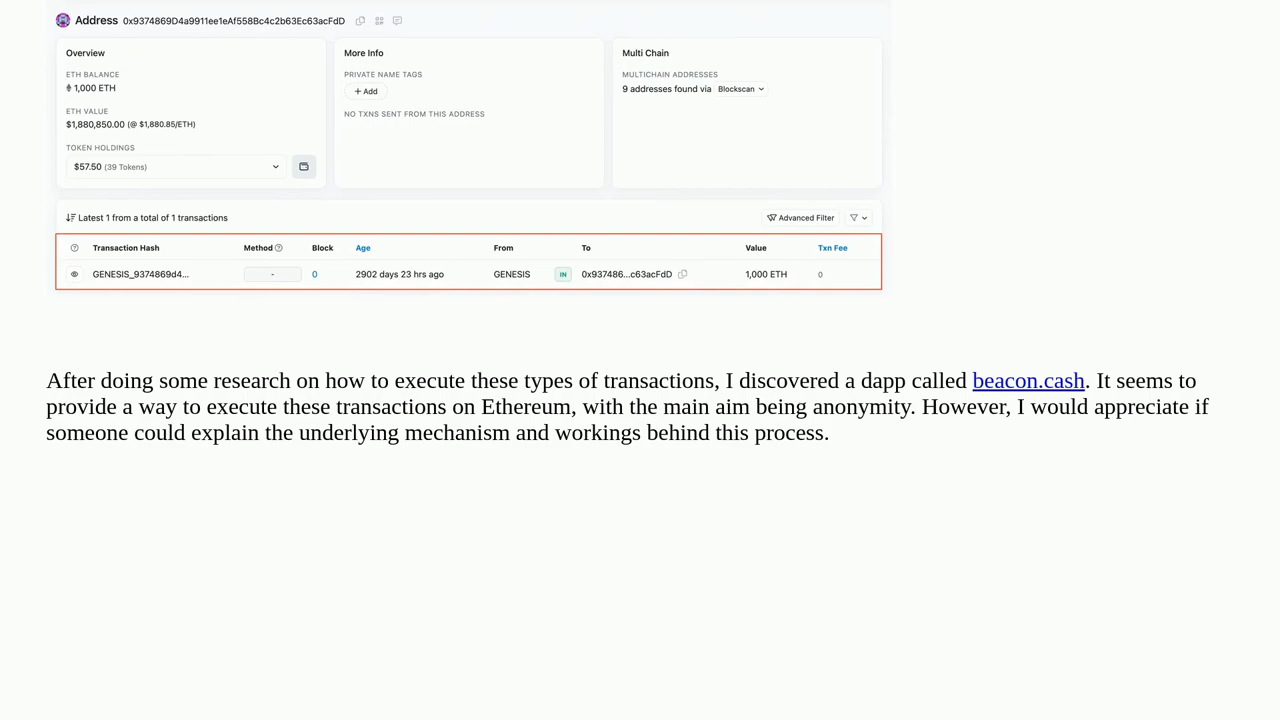 Address 0x9374869D4a9911ee1eAf558Bc4c2b63Ec63acFdD
Overview
ETH BALANCE
1,000 ETH
ETH VALUE
$1,880,850.00 (@ $1,880.85/ETH)
TOKEN HOLDINGS
$57.50 (39 Tokens)
More Info
PRIVATE NAME TAGS
+ Add
NO TXNS SENT FROM THIS ADDRESS
Multi Chain
MULTICHAIN ADDRESSES
9 addresses found via Blockscan
Latest 1 from a total of 1 transactions
Advanced Filter
Transaction Hash Method Block Age From To Value Txn Fee
GENESIS_9374869d4... - 0 2902 days 23 hrs ago GENESIS IN 0x937486...c63acFdD 1,000 ETH 0
After doing some research on how to execute these types of transactions, I discovered a dapp called beacon.cash. It seems to
provide a way to execute these transactions on Ethereum, with the main aim being anonymity. However, I would appreciate if
someone could explain the underlying mechanism and workings behind this process.